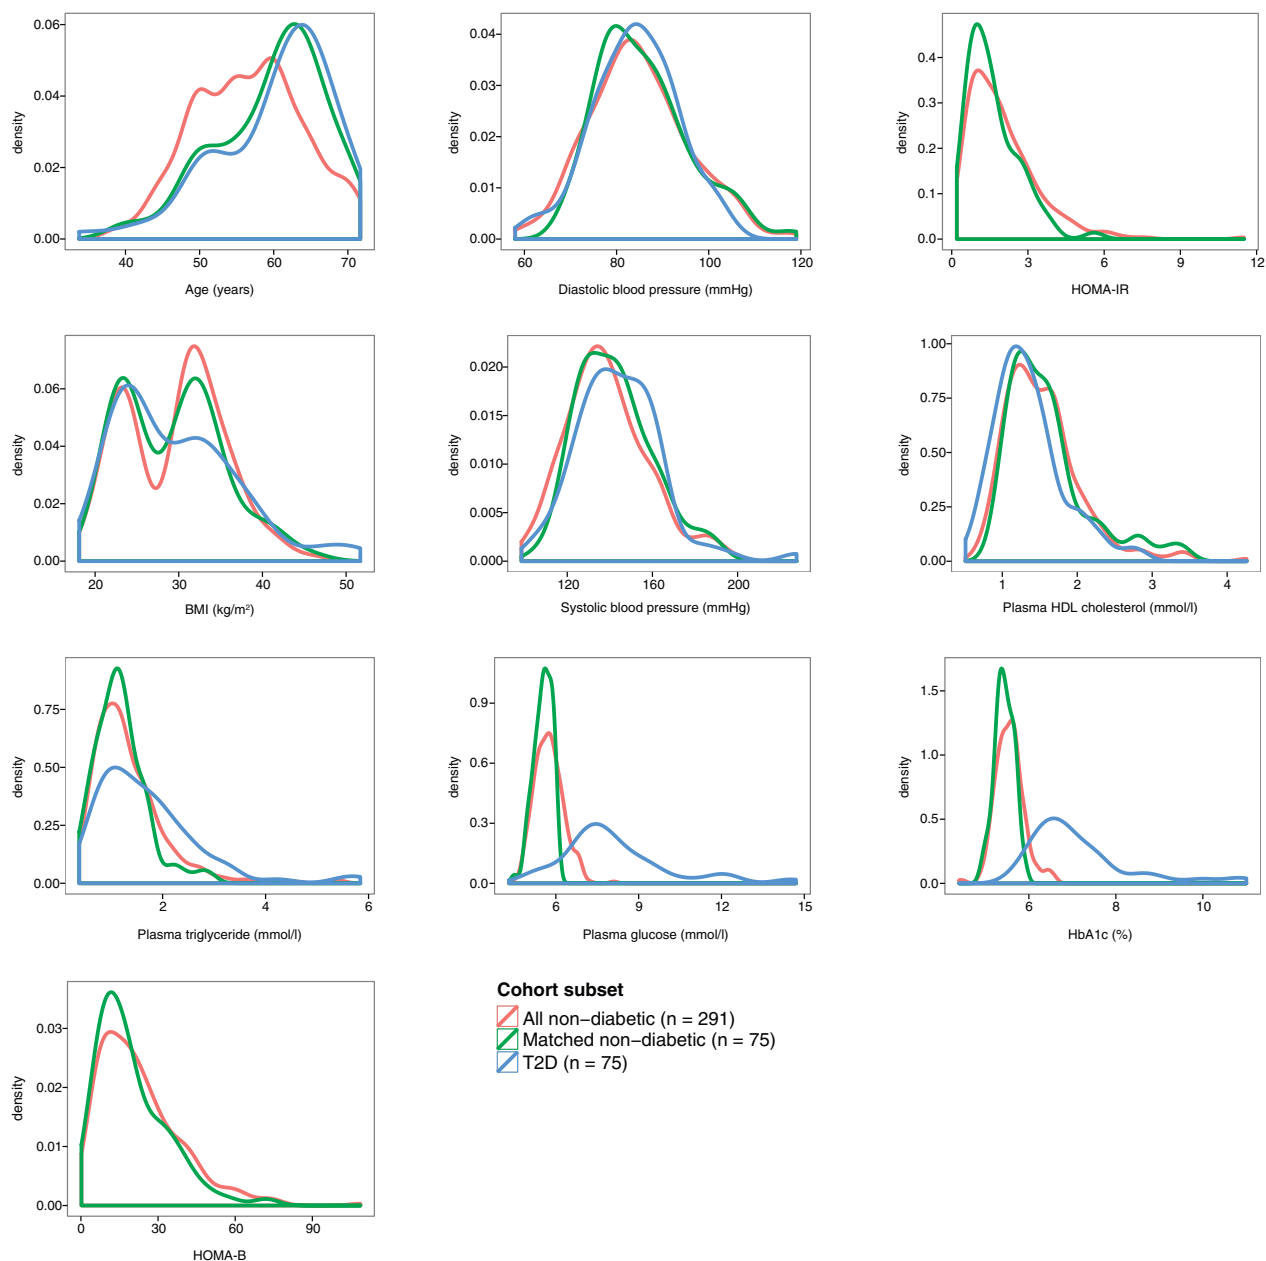 0.06
0.04
0.02
0.00
density
40 50 60 70
Age (years)
0.04
0.03
0.02
0.01
0.00
density
60 80 100 120
Diastolic blood pressure (mmHg)
0.4
0.3
0.2
0.1
0.0
density
0 3 6 9 12
HOMA-IR
0.06
0.04
0.02
0.00
density
20 30 40 50
BMI (kg/m²)
0.020
0.015
0.010
0.005
0.000
density
120 160 200
Systolic blood pressure (mmHg)
1.00
0.75
0.50
0.25
0.00
density
1 2 3 4
Plasma HDL cholesterol (mmol/l)
0.75
0.50
0.25
0.00
density
2 4 6
Plasma triglyceride (mmol/l)
0.9
0.6
0.3
0.0
density
6 9 12 15
Plasma glucose (mmol/l)
1.5
1.0
0.5
0.0
density
6 8 10
HbA1c (%)
0.03
0.02
0.01
0.00
density
0 30 60 90
HOMA-B
Cohort subset
All non−diabetic (n = 291)
Matched non−diabetic (n = 75)
T2D (n = 75)